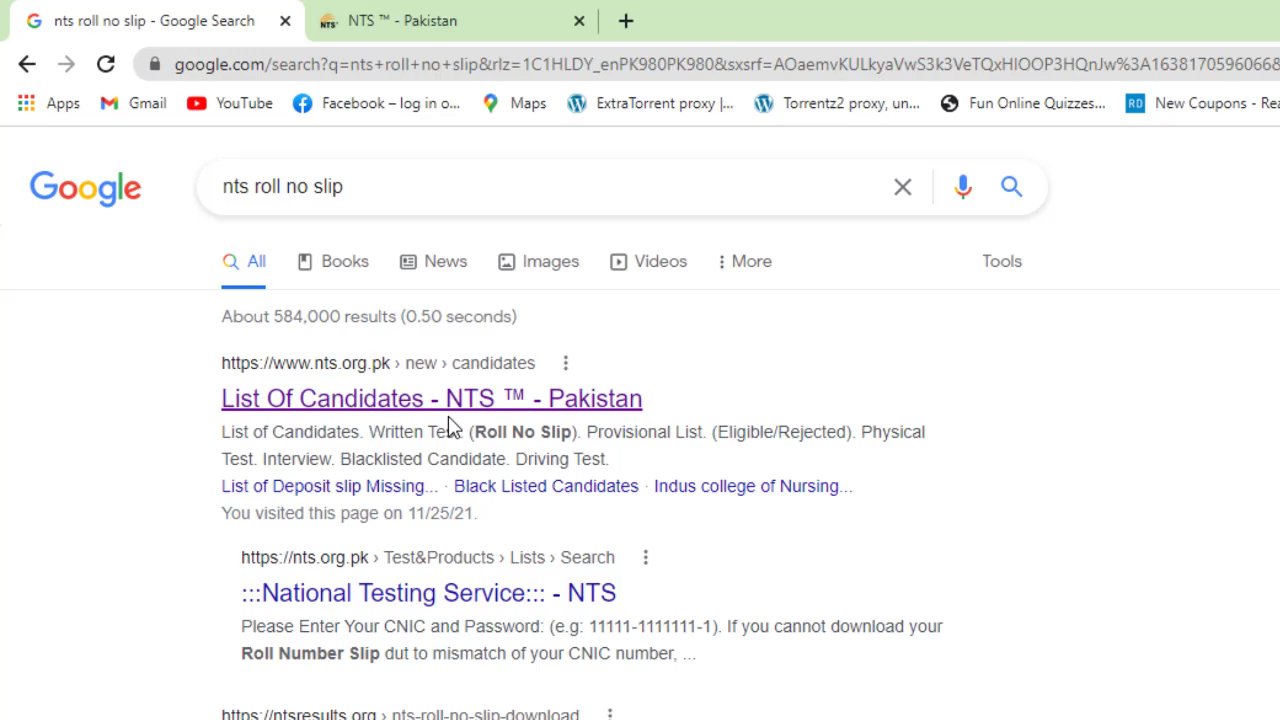 nts roll no slip - Google Search
NTS ™ - Pakistan
google.com/search?q=nts+roll+no+slip&rlz=1C1HLDY_enPK980PK980&sxsrf=AOaemvKULkyaVwS3k3VeTQxHIOOP3HQnJw%3A1638170596066&
Apps Gmail YouTube Facebook – log in o... Maps ExtraTorrent proxy |... Torrentz2 proxy, un... Fun Online Quizzes... RD New Coupons - Rea
Google
nts roll no slip
All Books News Images Videos More Tools
About 584,000 results (0.50 seconds)
https://www.nts.org.pk › new › candidates
List Of Candidates - NTS ™ - Pakistan
List of Candidates. Written Test (Roll No Slip). Provisional List. (Eligible/Rejected). Physical
Test. Interview. Blacklisted Candidate. Driving Test.
List of Deposit slip Missing... · Black Listed Candidates · Indus college of Nursing...
You visited this page on 11/25/21.
https://nts.org.pk › Test&Products › Lists › Search
:::National Testing Service::: - NTS
Please Enter Your CNIC and Password: (e.g: 11111-1111111-1). If you cannot download your
Roll Number Slip dut to mismatch of your CNIC number, ...
https://ntsresults.org › nts-roll-no-slip-download